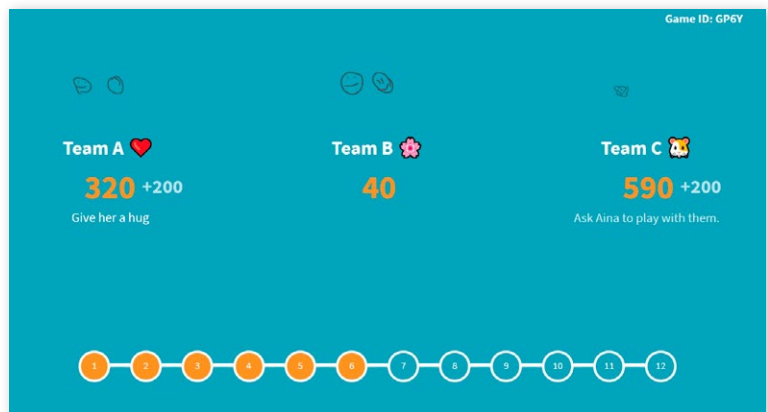 Game ID: GP6Y
Team A
Team B
Team C
320 +200
40
590 +200
Give her a hug
Ask Aina to play with them.
1 2 3 4 5 6 7 8 9 10 11 12